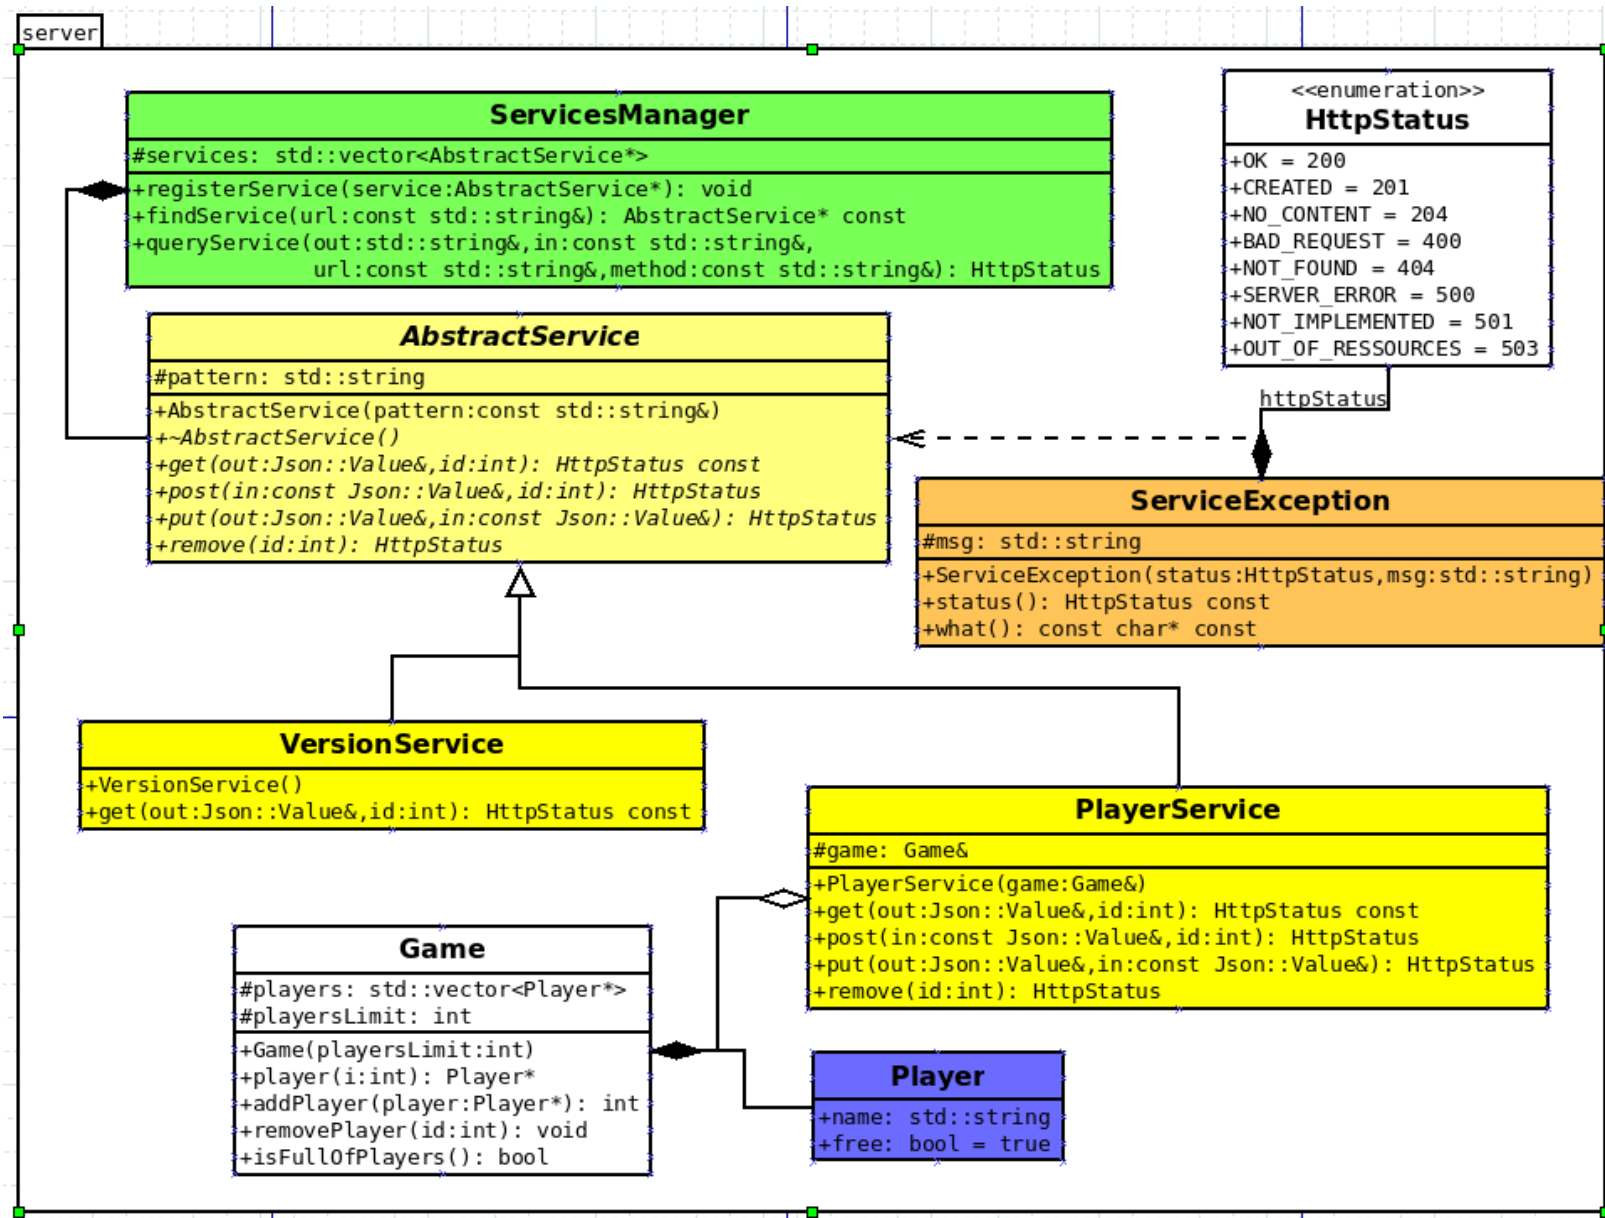 server
ServicesManager
#services: std::vector<AbstractService*>
+registerService(service:AbstractService*): void
+findService(url:const std::string&): AbstractService* const
+queryService(out:std::string&,in:const std::string&,
url:const std::string&,method:const std::string&): HttpStatus
<<enumeration>>
HttpStatus
+OK = 200
+CREATED = 201
+NO_CONTENT = 204
+BAD_REQUEST = 400
+NOT_FOUND = 404
+SERVER_ERROR = 500
+NOT_IMPLEMENTED = 501
+OUT_OF_RESSOURCES = 503
AbstractService
#pattern: std::string
+AbstractService(pattern:const std::string&)
+~AbstractService()
+get(out:Json::Value&,id:int): HttpStatus const
+post(in:const Json::Value&,id:int): HttpStatus
+put(out:Json::Value&,in:const Json::Value&): HttpStatus
+remove(id:int): HttpStatus
httpStatus
ServiceException
#msg: std::string
+ServiceException(status:HttpStatus,msg:std::string)
+status(): HttpStatus const
+what(): const char* const
VersionService
+VersionService()
+get(out:Json::Value&,id:int): HttpStatus const
PlayerService
#game: Game&
+PlayerService(game:Game&)
+get(out:Json::Value&,id:int): HttpStatus const
+post(in:const Json::Value&,id:int): HttpStatus
+put(out:Json::Value&,in:const Json::Value&): HttpStatus
+remove(id:int): HttpStatus
Game
#players: std::vector<Player*>
#playersLimit: int
+Game(playersLimit:int)
+player(i:int): Player*
+addPlayer(player:Player*): int
+removePlayer(id:int): void
+isFullOfPlayers(): bool
Player
+name: std::string
+free: bool = true